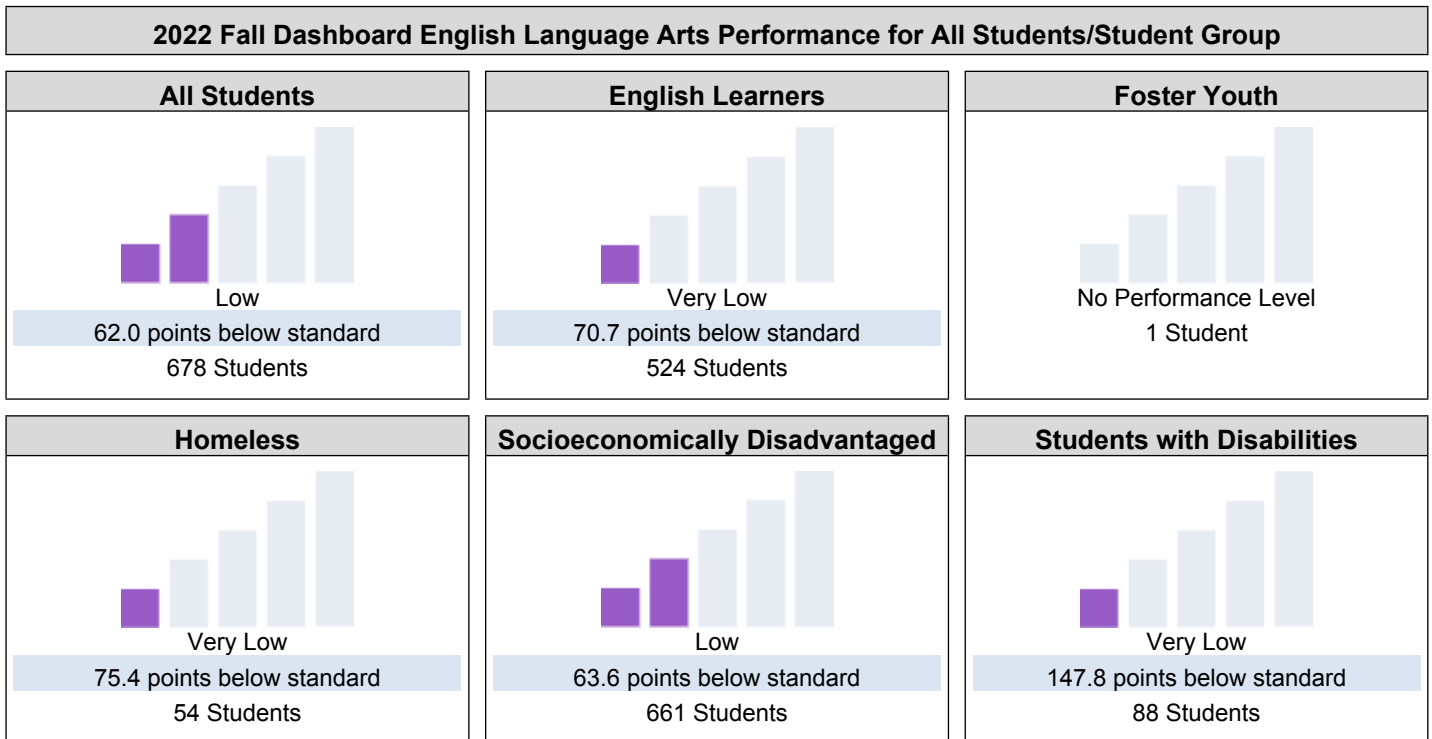 2022 Fall Dashboard English Language Arts Performance for All Students/Student Group
All Students
Low
62.0 points below standard
678 Students
English Learners
Very Low
70.7 points below standard
524 Students
Foster Youth
No Performance Level
1 Student
Homeless
Very Low
75.4 points below standard
54 Students
Socioeconomically Disadvantaged
Low
63.6 points below standard
661 Students
Students with Disabilities
Very Low
147.8 points below standard
88 Students